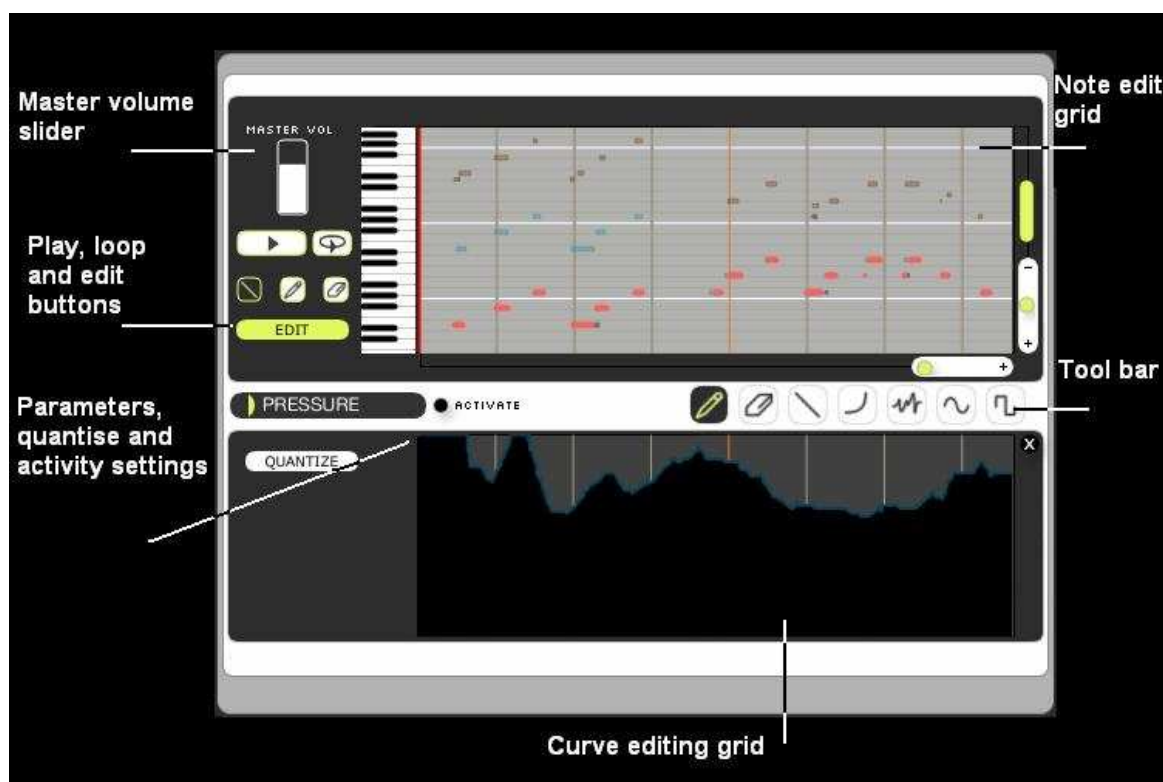 Master volume
slider
MASTER VOL
Note edit
grid
Play, loop
and edit
buttons
EDIT
-
+
+
Tool bar
Parameters,
quantise and
activity settings
PRESSURE
ACTIVATE
QUANTIZE
X
Curve editing grid